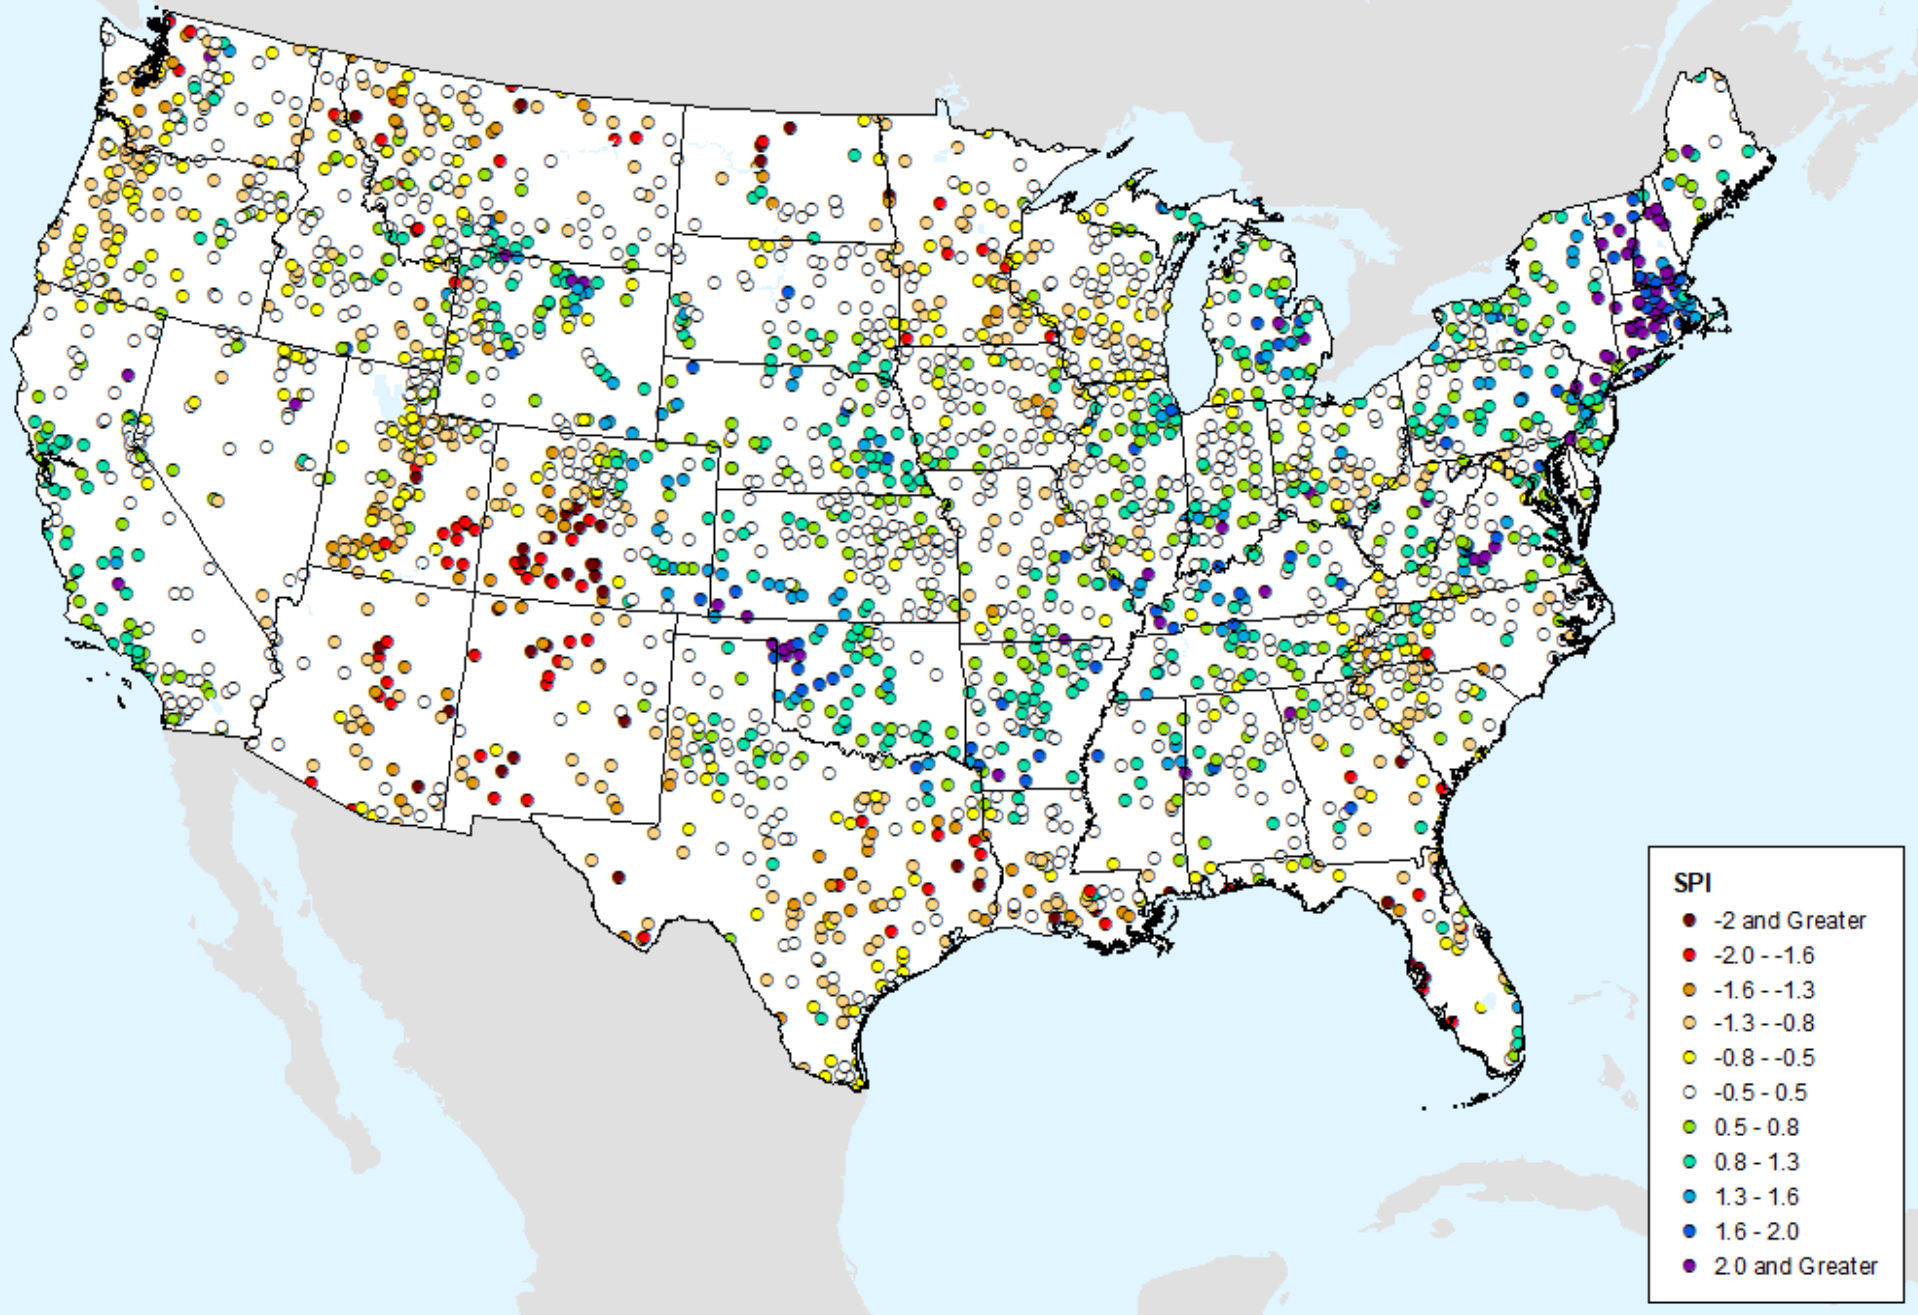 SPI
-2 and Greater
-2.0 - -1.6
-1.6 - -1.3
-1.3 - -0.8
-0.8 - -0.5
-0.5 - 0.5
0.5 - 0.8
0.8 - 1.3
1.3 - 1.6
1.6 - 2.0
2.0 and Greater